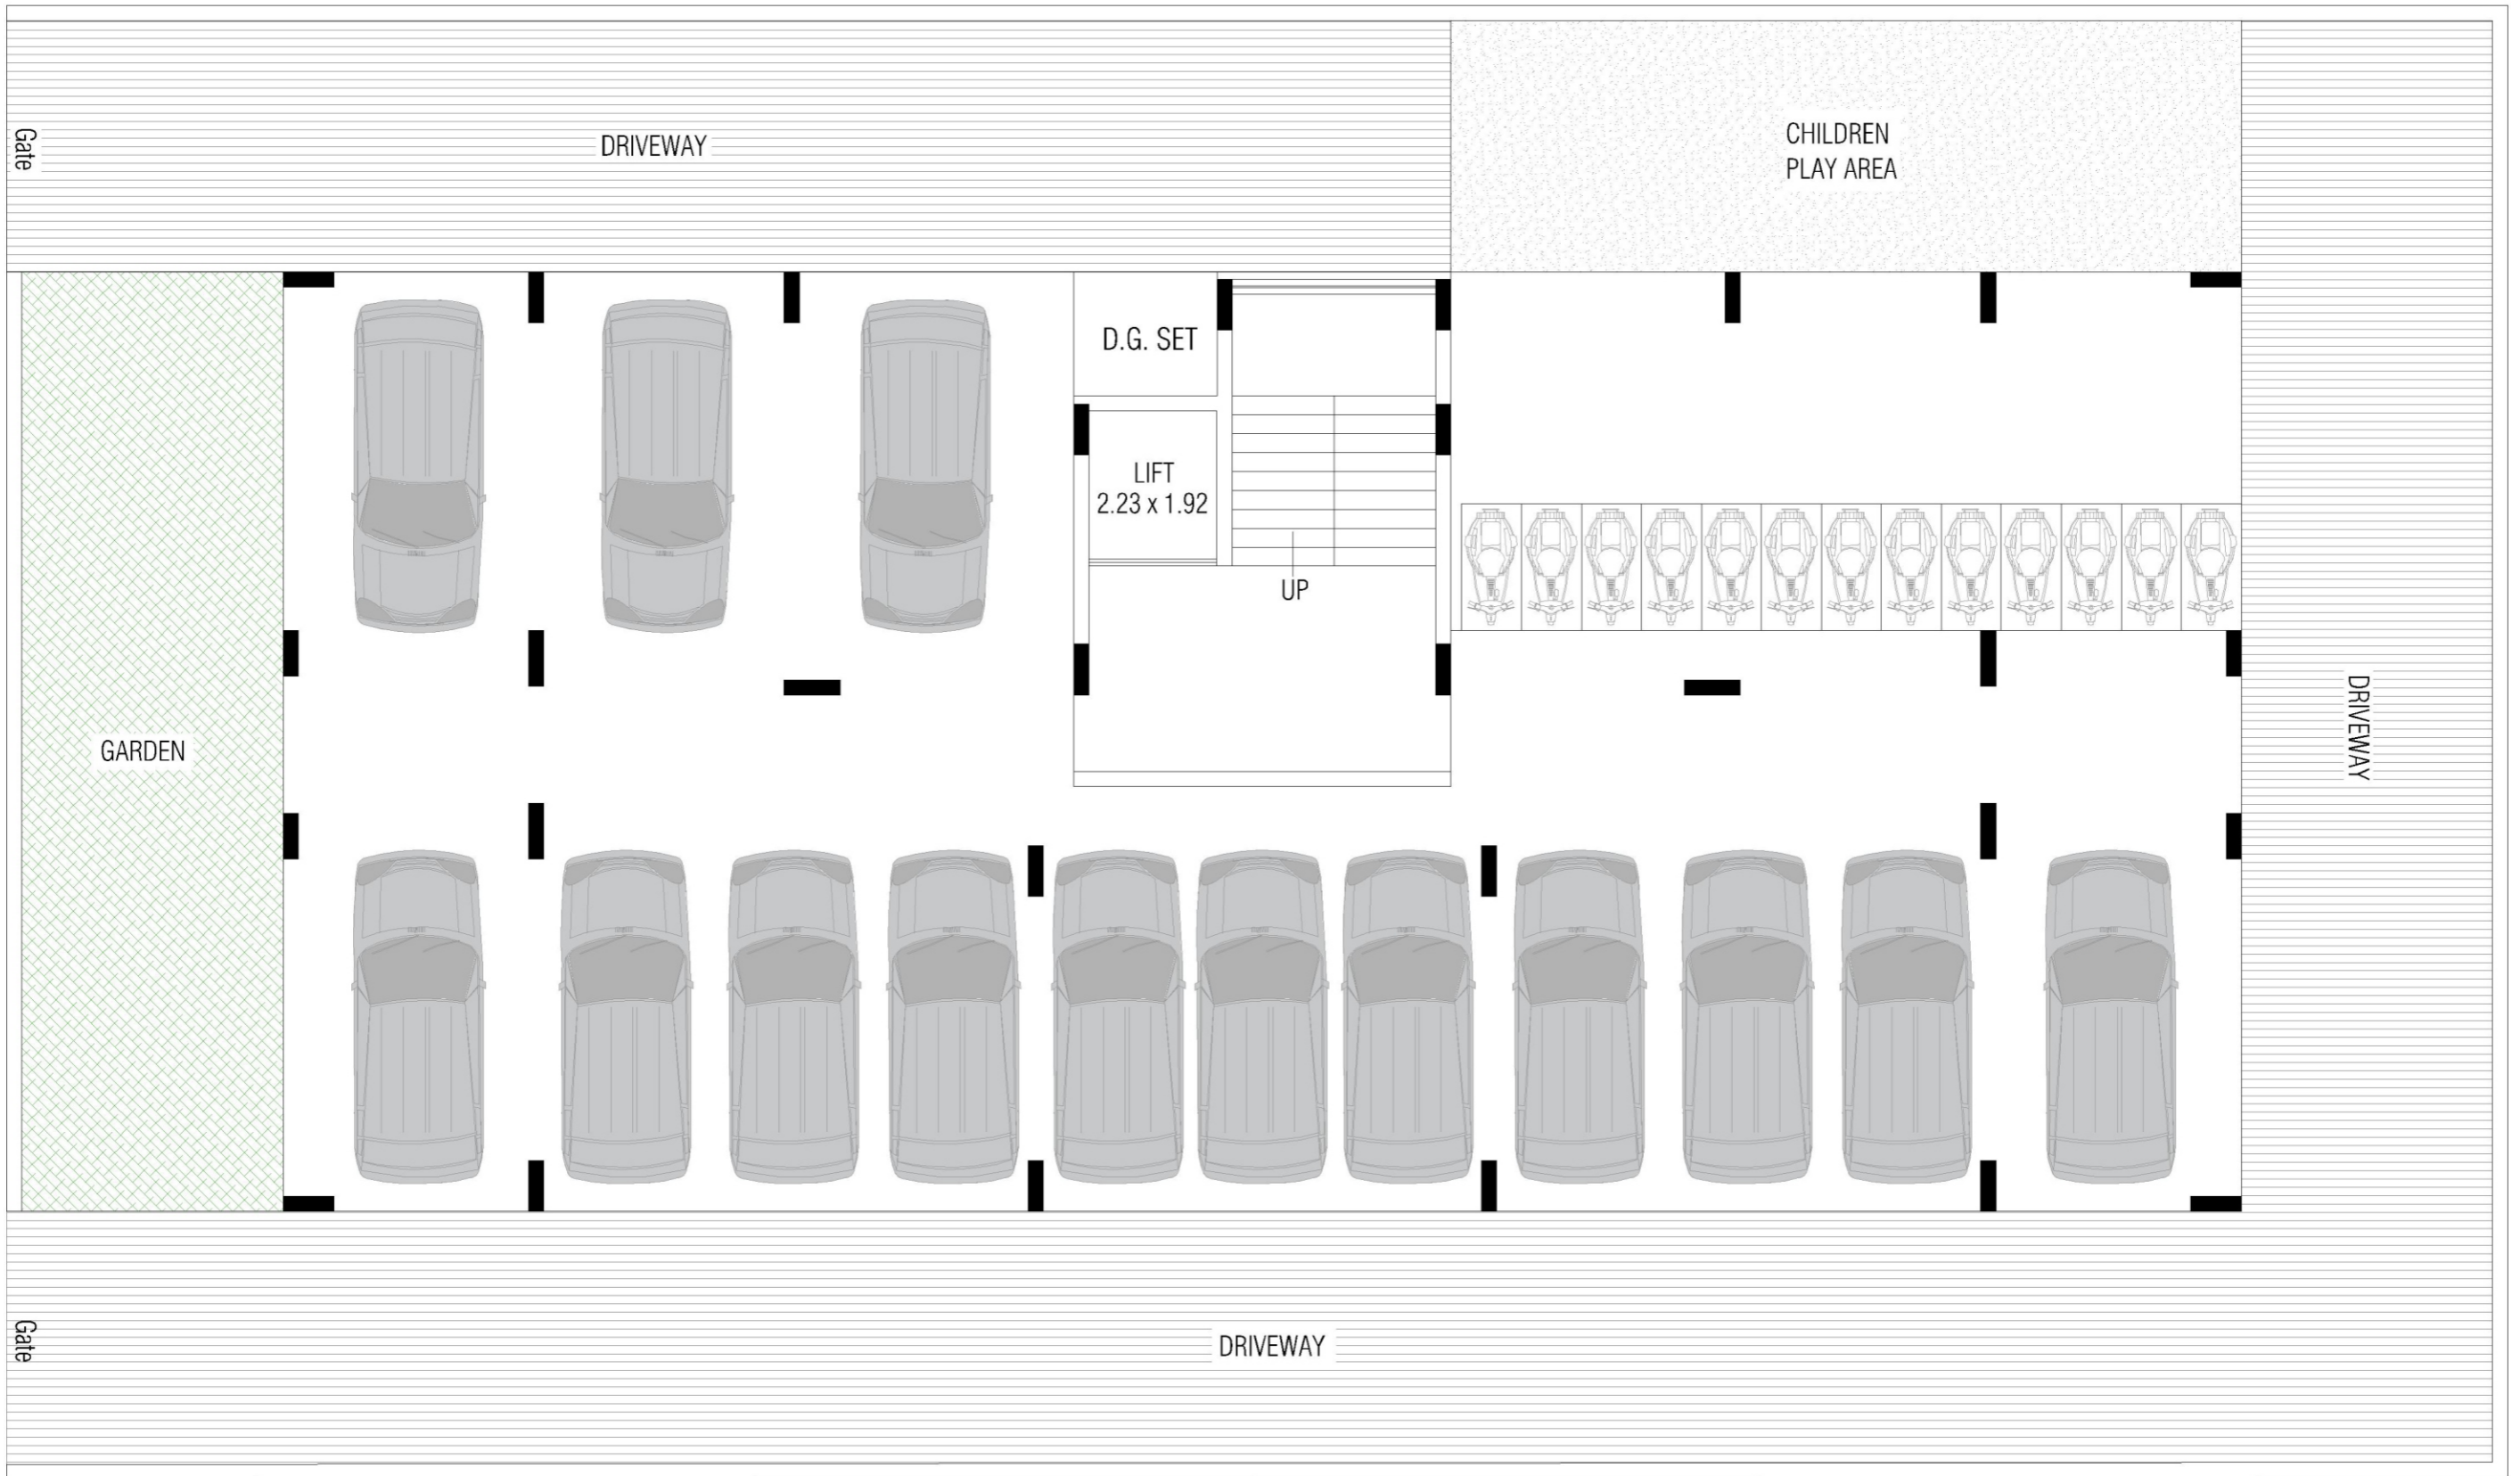 DRIVEWAY
CHILDREN
PLAY AREA
Gate
D.G. SET
LIFT
2.23 x 1.92
UP
GARDEN
DRIVEWAY
Gate
DRIVEWAY